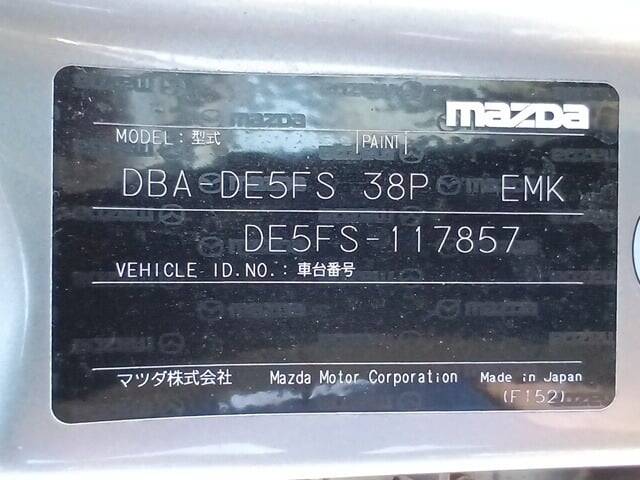 mazda
MODEL: 型式 PAINT
DBA-DE5FS 38P EMK
DE5FS-117857
VEHICLE ID.NO.: 車台番号
マツダ株式会社 Mazda Motor Corporation Made in Japan
(F152)